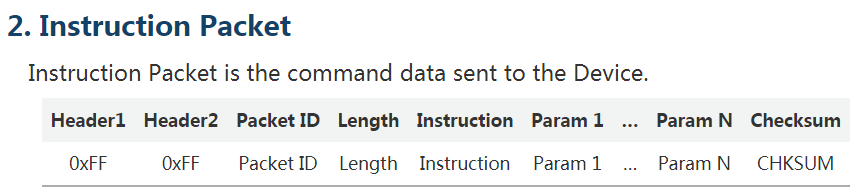 2. Instruction Packet
Instruction Packet is the command data sent to the Device.
Header1 Header2 Packet ID Length Instruction Param 1 ... Param N Checksum
0xFF 0xFF Packet ID Length Instruction Param 1 ... Param N CHKSUM